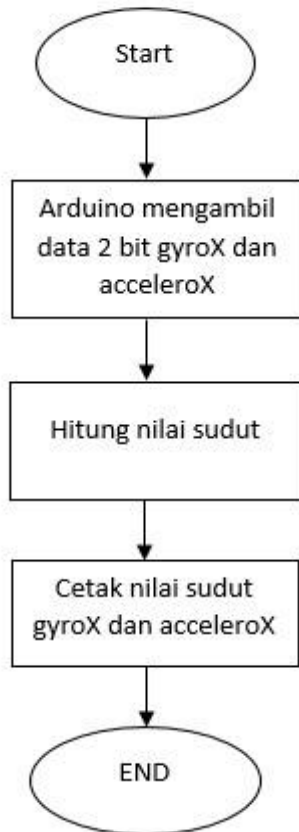 Start
Arduino mengambil
data 2 bit gyroX dan
acceleroX
Hitung nilai sudut
Cetak nilai sudut
gyroX dan acceleroX
END